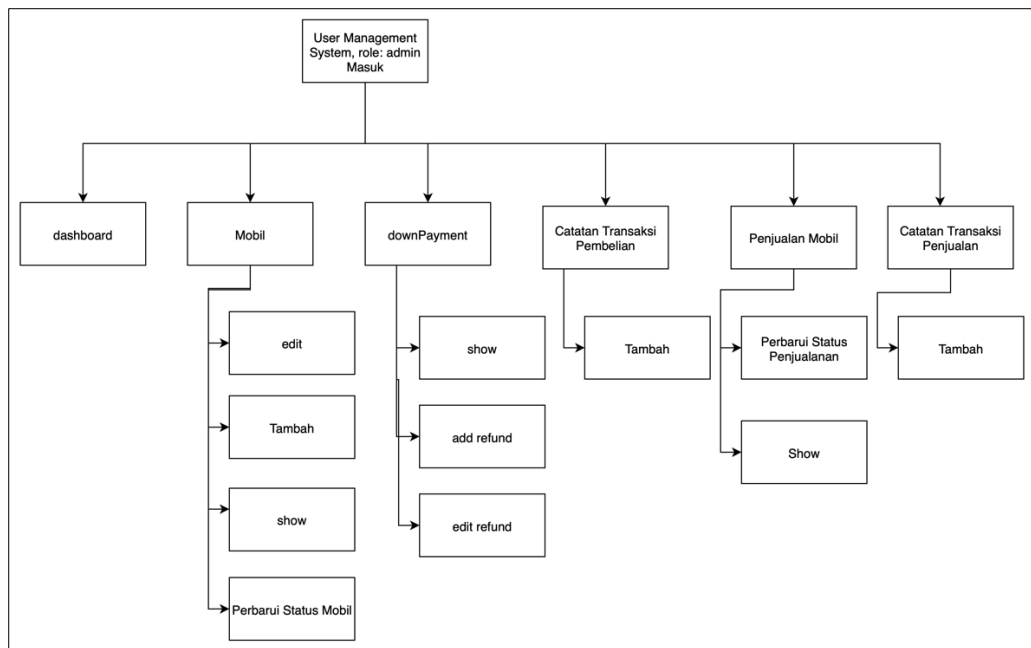 User Management
System, role: admin
Masuk
dashboard
Mobil
downPayment
Catatan Transaksi
Pembelian
Penjualan Mobil
Catatan Transaksi
Penjualan
edit
show
Tambah
Perbarui Status
Penjualanan
Tambah
Tambah
add refund
Show
show
edit refund
Perbarui Status Mobil